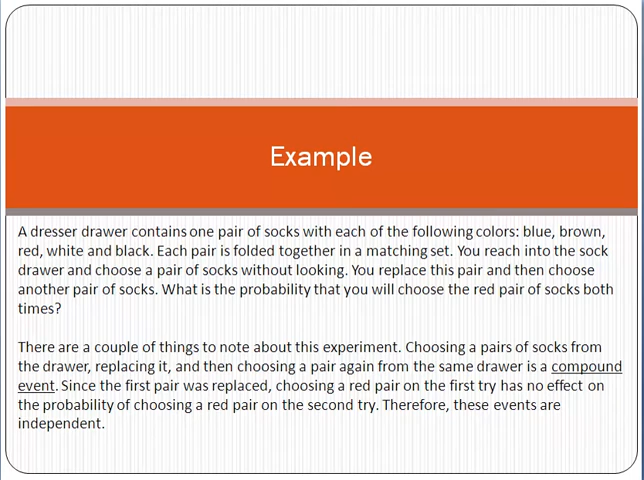 Example
A dresser drawer contains one pair of socks with each of the following colors: blue, brown,
red, white and black. Each pair is folded together in a matching set. You reach into the sock
drawer and choose a pair of socks without looking. You replace this pair and then choose
another pair of socks. What is the probability that you will choose the red pair of socks both
times?
There are a couple of things to note about this experiment. Choosing a pairs of socks from
the drawer, replacing it, and then choosing a pair again from the same drawer is a compound
event. Since the first pair was replaced, choosing a red pair on the first try has no effect on
the probability of choosing a red pair on the second try. Therefore, these events are
independent.